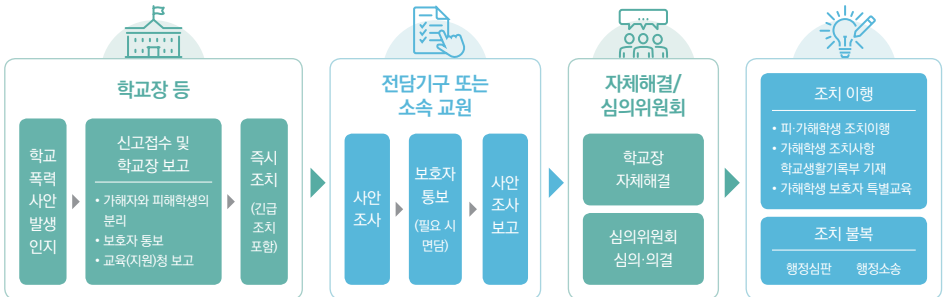 학교장 등
학교
폭력
사안
발생
인지
신고접수 및
학교장 보고
• 가해자와 피해학생의
분리
• 보호자 통보
• 교육(지원)청 보고
즉시
조치
(긴급
조치
포함)
전담기구 또는
소속 교원
사안
조사
보호자
통보
(필요 시
면담)
사안
조사
보고
자체해결/
심의위원회
학교장
자체해결
심의위원회
심의·의결
조치 이행
• 피·가해학생 조치이행
• 가해학생 조치사항
학교생활기록부 기재
• 가해학생 보호자 특별교육
조치 불복
행정심판 행정소송